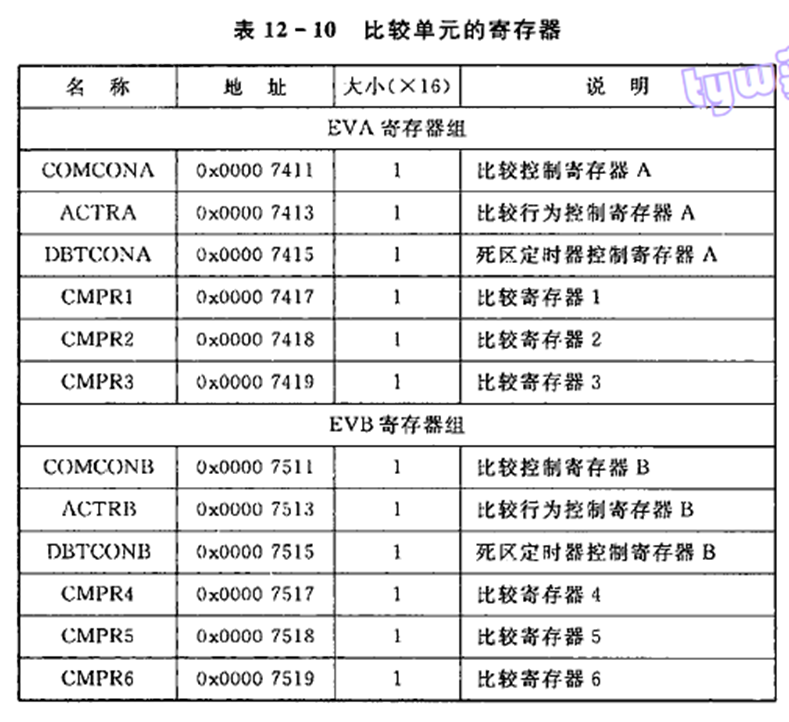 表 12-10 比较单元的寄存器
名 称 地 址 大小(×16) 说 明
EVA 寄存器组
COMCONA 0x0000 7411 1 比较控制寄存器 A
ACTRA 0x0000 7413 1 比较行为控制寄存器 A
DBTCONA 0x0000 7415 1 死区定时器控制寄存器 A
CMPR1 0x0000 7417 1 比较寄存器 1
CMPR2 0x0000 7418 1 比较寄存器 2
CMPR3 0x0000 7419 1 比较寄存器 3
EVB 寄存器组
COMCONB 0x0000 7511 1 比较控制寄存器 B
ACTRB 0x0000 7513 1 比较行为控制寄存器 B
DBTCONB 0x0000 7515 1 死区定时器控制寄存器 B
CMPR4 0x0000 7517 1 比较寄存器 4
CMPR5 0x0000 7518 1 比较寄存器 5
CMPR6 0x0000 7519 1 比较寄存器 6